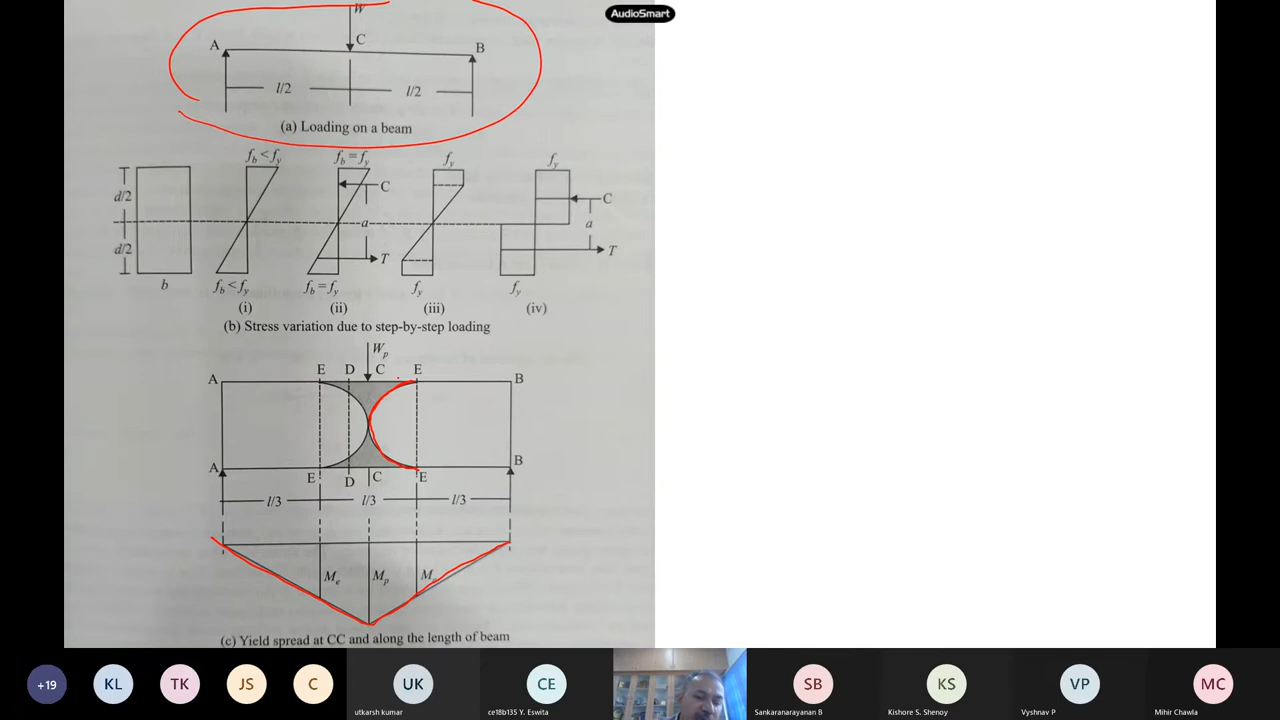 AudioSmart
W
A C B
l/2 l/2
(a) Loading on a beam
f_b < f_y f_b = f_y f_y f_y
d/2 C C
a a
d/2 T T
b f_b < f_y f_b = f_y f_y f_y
(i) (ii) (iii) (iv)
(b) Stress variation due to step-by-step loading
W_p
A E D C E B
A E D C E B
l/3 l/3 l/3
M_e M_p M
(c) Yield spread at CC and along the length of beam
+19 KL TK JS C UK CE SB KS VP MC
utkarsh kumar ce18b135 Y. Eswita Sankaranarayanan B Kishore S. Shenoy Vyshnav P Mihir Chawla